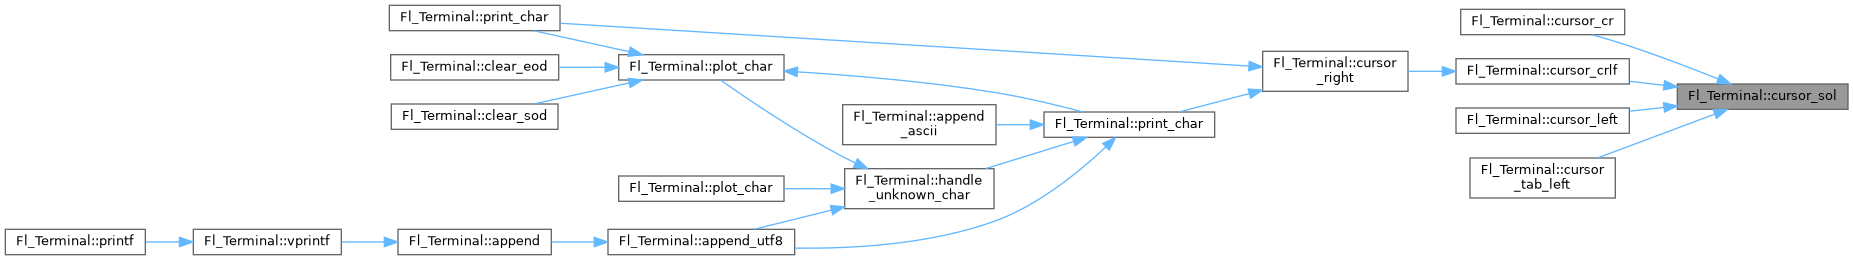 Fl_Terminal::print_char
Fl_Terminal::clear_eod
Fl_Terminal::clear_sod
Fl_Terminal::plot_char
Fl_Terminal::append
_ascii
Fl_Terminal::print_char
Fl_Terminal::cursor
_right
Fl_Terminal::cursor_cr
Fl_Terminal::cursor_crlf
Fl_Terminal::cursor_left
Fl_Terminal::cursor
_tab_left
Fl_Terminal::cursor_sol
Fl_Terminal::plot_char
Fl_Terminal::handle
_unknown_char
Fl_Terminal::printf
Fl_Terminal::vprintf
Fl_Terminal::append
Fl_Terminal::append_utf8